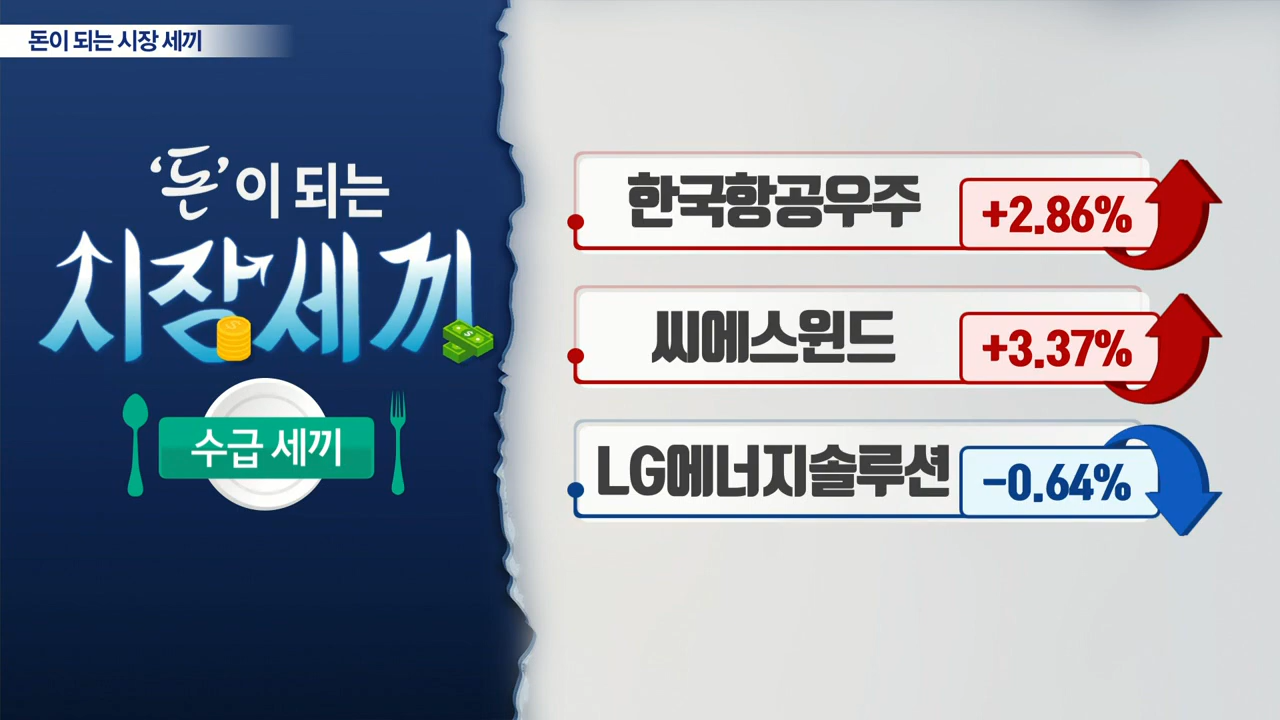 돈이 되는 시장 세끼
‘돈’이 되는
시장세끼
수급 세끼
한국항공우주
+2.86%
씨에스윈드
+3.37%
LG에너지솔루션
-0.64%